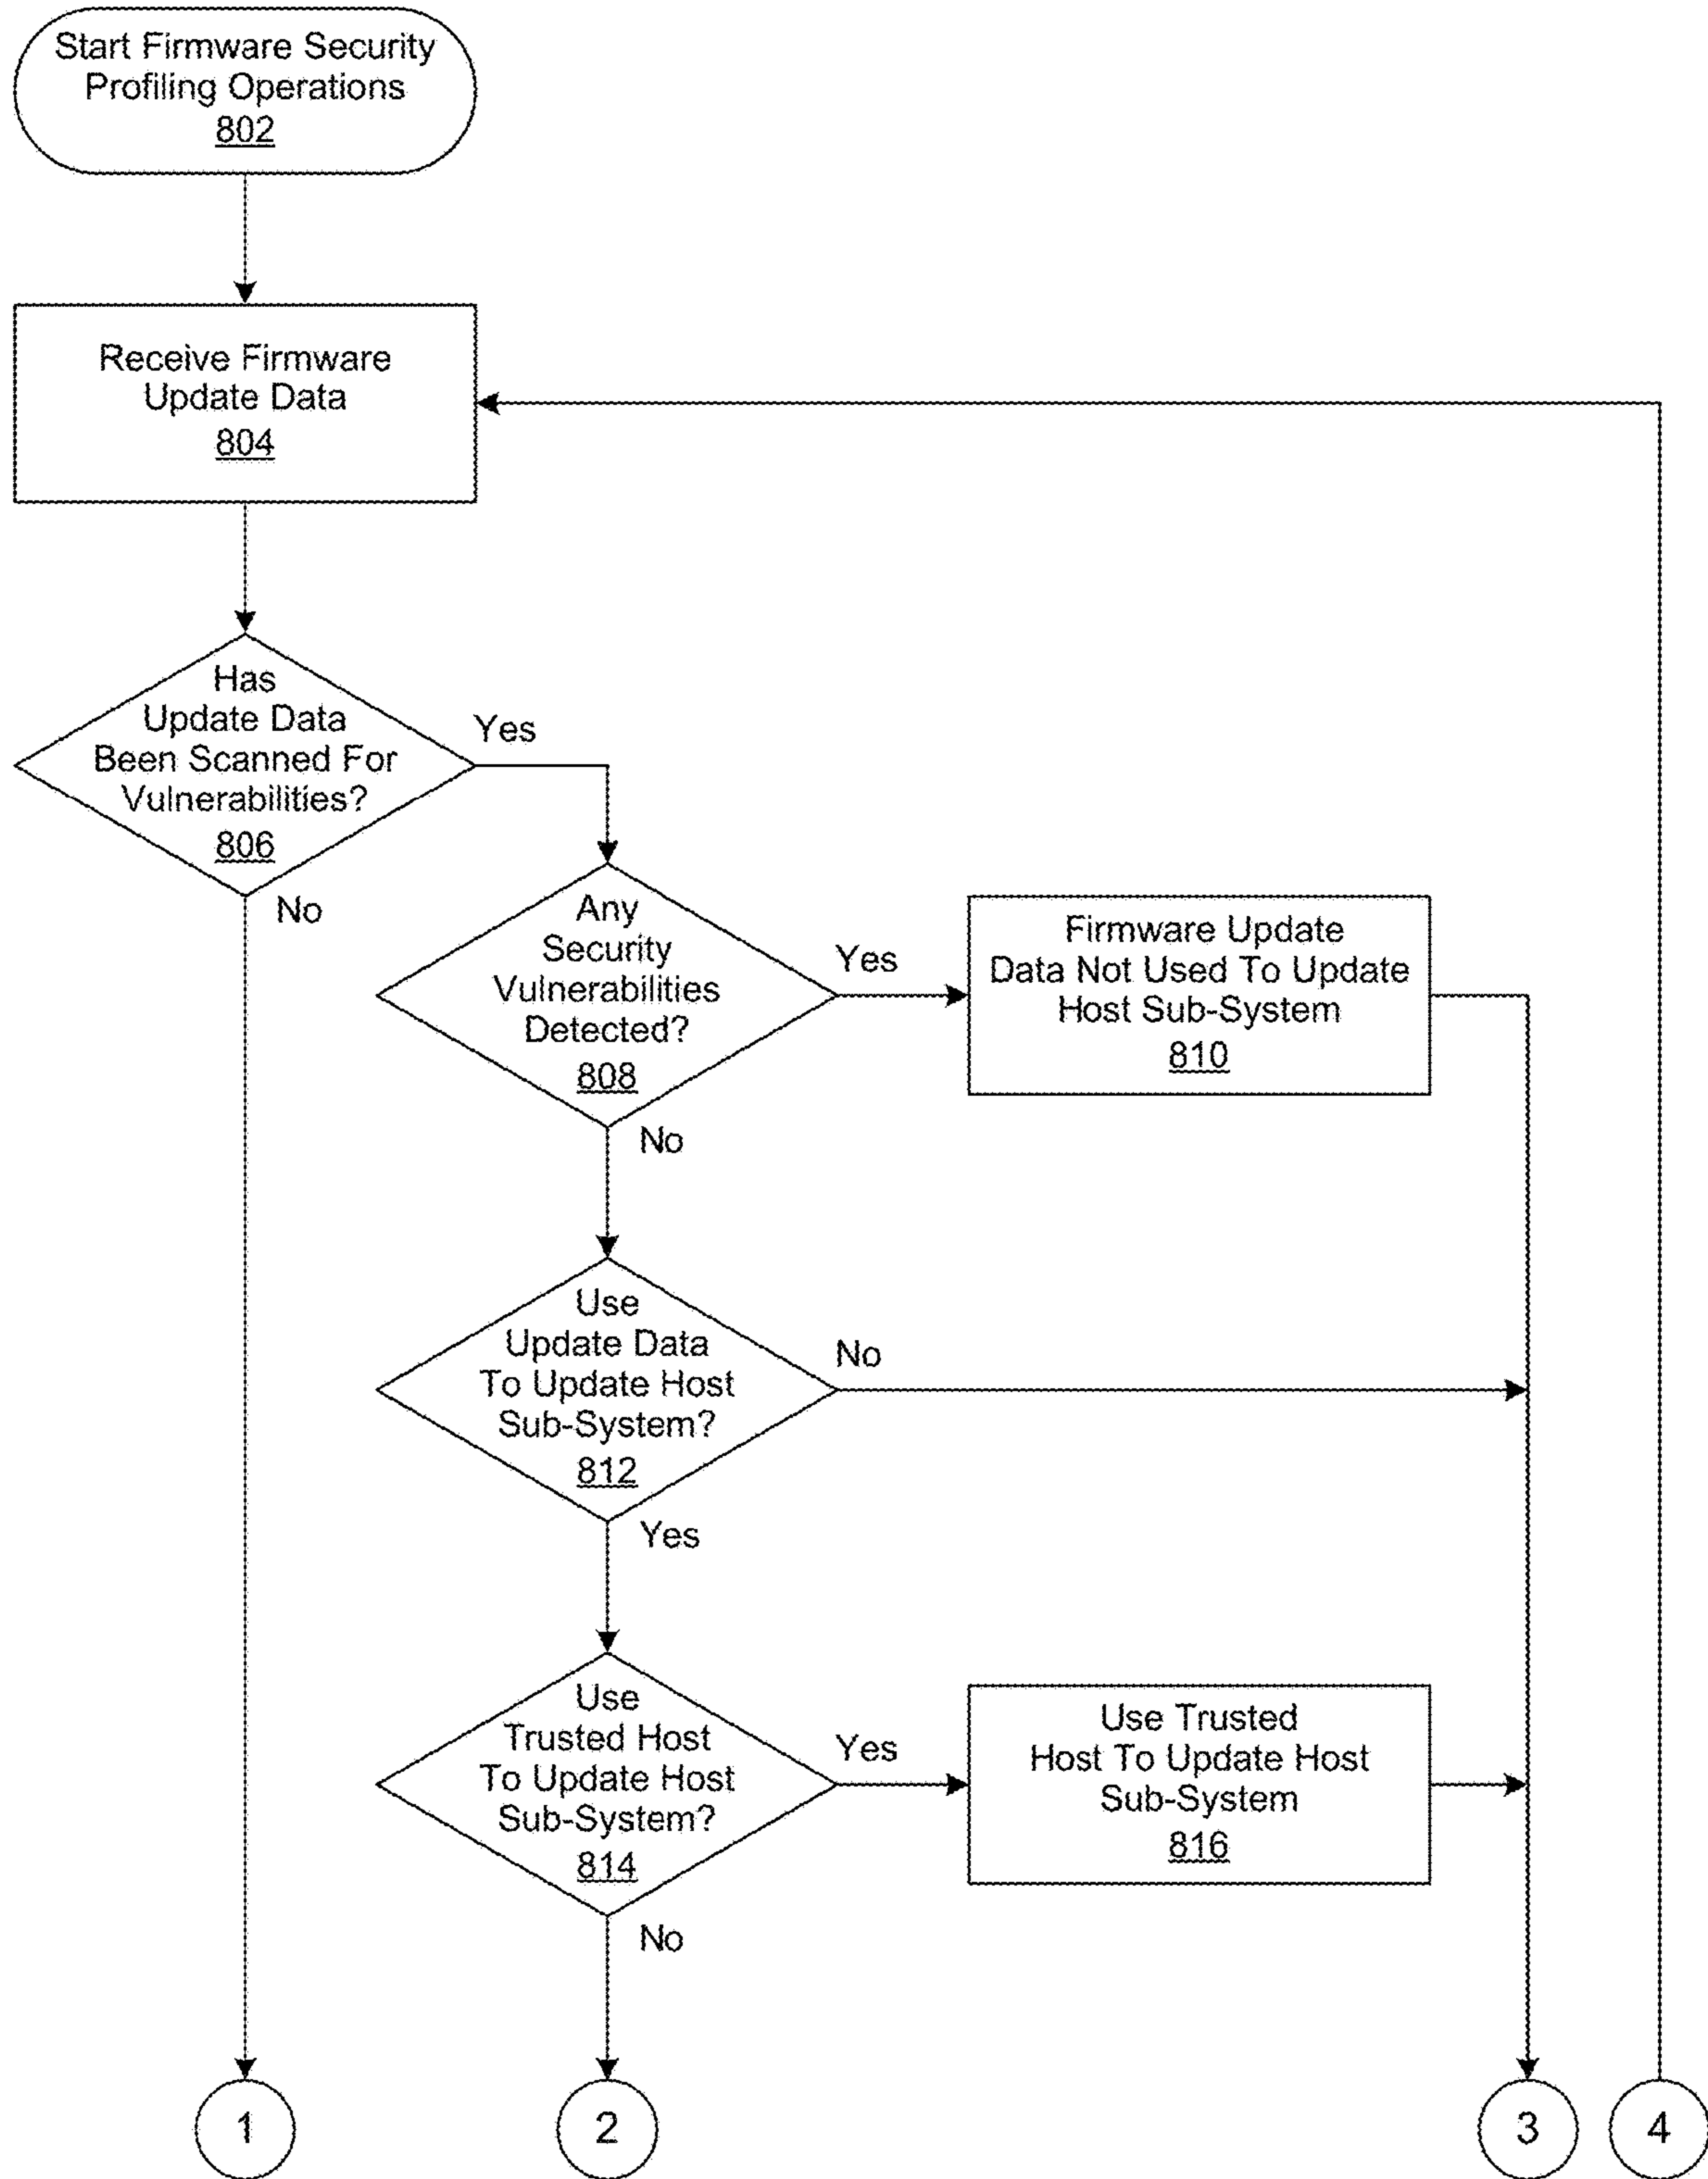 Start Firmware Security
Profiling Operations
802
Receive Firmware
Update Data
804
Has
Update Data
Been Scanned For
Vulnerabilities?
806
Yes
No
Any
Security
Vulnerabilities
Detected?
808
Yes
No
Firmware Update
Data Not Used To Update
Host Sub-System
810
Use
Update Data
To Update Host
Sub-System?
812
No
Yes
Use
Trusted Host
To Update Host
Sub-System?
814
Yes
No
Use Trusted
Host To Update Host
Sub-System
816
1
2
3
4